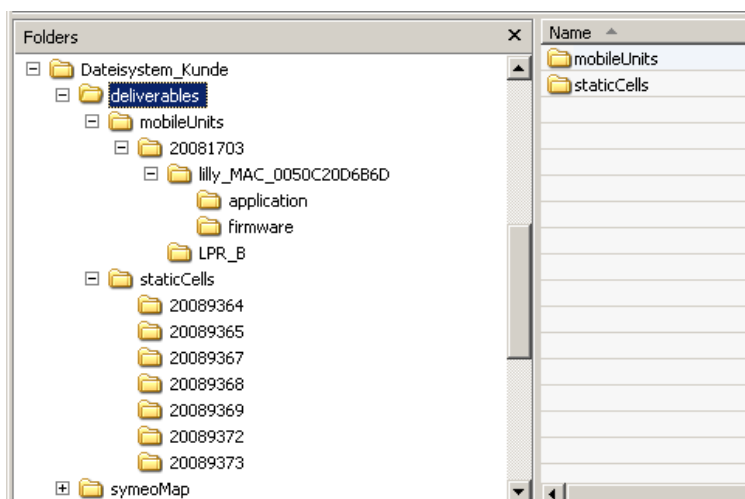 Folders
Dateisystem_Kunde
deliverables
mobileUnits
20081703
lilly_MAC_0050C20D6B6D
application
firmware
LPR_B
staticCells
20089364
20089365
20089367
20089368
20089369
20089372
20089373
symeoMap
Name
mobileUnits
staticCells